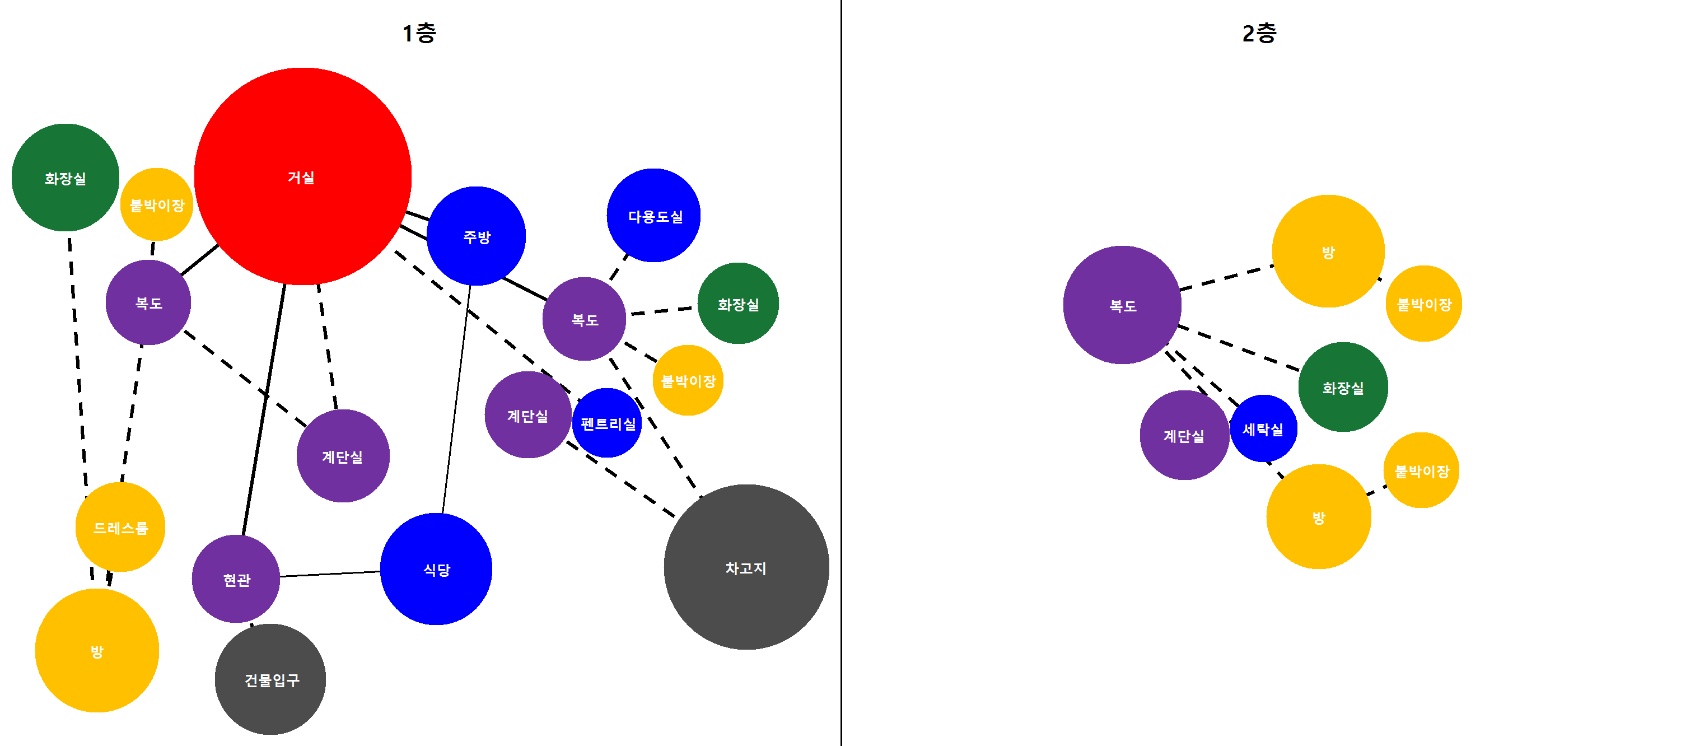 1층
화장실
붙박이장
거실
주방
다용도실
복도
복도
화장실
붙박이장
계단실
펜트리실
계단실
드레스룸
현관
식당
차고지
방
건물입구
2층
방
복도
붙박이장
화장실
계단실
세탁실
붙박이장
방